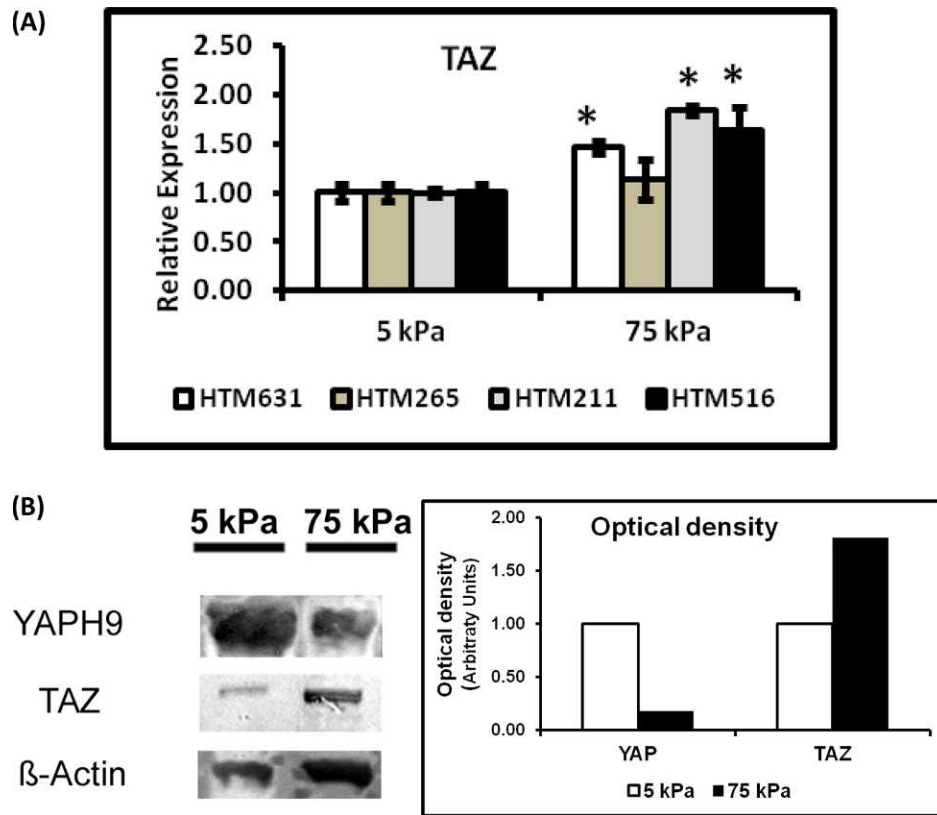 (A)
TAZ
Relative Expression
2.50
2.00
1.50
1.00
0.50
0.00
* * *
5 kPa 75 kPa
HTM631 HTM265 HTM211 HTM516
(B)
5 kPa 75 kPa
YAPH9
TAZ
ß-Actin
Optical density
Optical density
(Arbitraty Units)
2.00
1.50
1.00
0.50
0.00
YAP TAZ
5 kPa 75 kPa